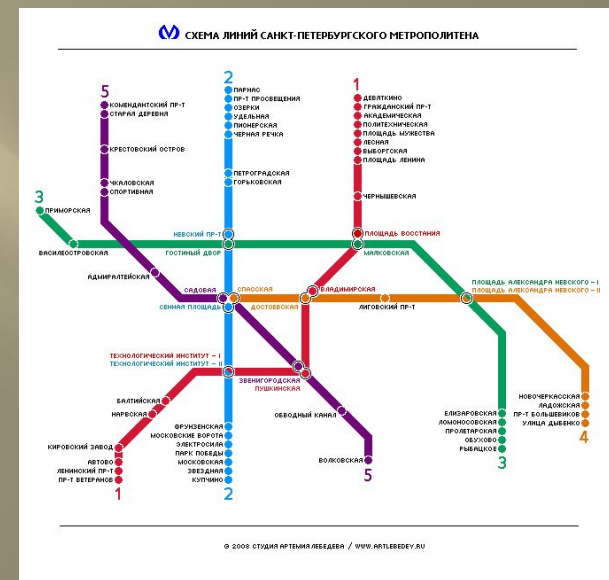 СХЕМА ЛИНИЙ САНКТ-ПЕТЕРБУРГСКОГО МЕТРОПОЛИТЕНА
5
КОМЕНДАНТСКИЙ ПР-Т
СТАРАЯ ДЕРЕВНЯ
КРЕСТОВСКИЙ ОСТРОВ
ЧКАЛОВСКАЯ
СПОРТИВНАЯ
2
ПАРНАС
ПР-Т ПРОСВЕЩЕНИЯ
ОЗЕРКИ
УДЕЛЬНАЯ
ПИОНЕРСКАЯ
ЧЕРНАЯ РЕЧКА
ПЕТРОГРАДСКАЯ
ГОРЬКОВСКАЯ
1
ДЕВЯТКИНО
ГРАЖДАНСКИЙ ПР-Т
АКАДЕМИЧЕСКАЯ
ПОЛИТЕХНИЧЕСКАЯ
ПЛОЩАДЬ МУЖЕСТВА
ЛЕСНАЯ
ВЫБОРГСКАЯ
ПЛОЩАДЬ ЛЕНИНА
ЧЕРНЫШЕВСКАЯ
3
ПРИМОРСКАЯ
ВАСИЛЕОСТРОВСКАЯ
НЕВСКИЙ ПР-Т
ГОСТИНЫЙ ДВОР
ПЛОЩАДЬ ВОССТАНИЯ
МАЯКОВСКАЯ
АДМИРАЛТЕЙСКАЯ
САДОВАЯ
СПАССКАЯ
СЕННАЯ ПЛОЩАДЬ
ВЛАДИМИРСКАЯ
ДОСТОЕВСКАЯ
ЛИГОВСКИЙ ПР-Т
ПЛОЩАДЬ АЛЕКСАНДРА НЕВСКОГО - I
ПЛОЩАДЬ АЛЕКСАНДРА НЕВСКОГО - II
ТЕХНОЛОГИЧЕСКИЙ ИНСТИТУТ - I
ТЕХНОЛОГИЧЕСКИЙ ИНСТИТУТ - II
ЗВЕНИГОРОДСКАЯ
ПУШКИНСКАЯ
БАЛТИЙСКАЯ
НАРВСКАЯ
КИРОВСКИЙ ЗАВОД
АВТОВО
ЛЕНИНСКИЙ ПР-Т
ПР-Т ВЕТЕРАНОВ
1
ФРУНЗЕНСКАЯ
МОСКОВСКИЕ ВОРОТА
ЭЛЕКТРОСИЛА
ПАРК ПОБЕДЫ
МОСКОВСКАЯ
ЗВЕЗДНАЯ
КУПЧИНО
2
ОБВОДНЫЙ КАНАЛ
ВОЛКОВСКАЯ
5
ЕЛИЗАРОВСКАЯ
ЛОМОНОСОВСКАЯ
ПРОЛЕТАРСКАЯ
ОБУХОВО
РЫБАЦКОЕ
3
НОВОЧЕРКАССКАЯ
ЛАДОЖСКАЯ
ПР-Т БОЛЬШЕВИКОВ
УЛИЦА ДЫБЕНКО
4
© 2008 СТУДИЯ АРТЕМИЯ ЛЕБЕДЕВА / WWW.ARTLEBEDEV.RU